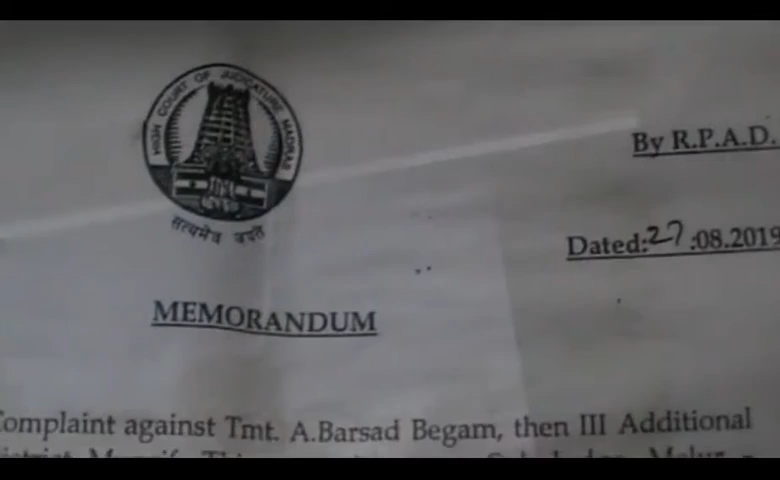 HIGH COURT OF JUDICATURE MADRAS
सत्यमेव जयते
By R.P.A.D.
Dated:27.08.2019
MEMORANDUM
Complaint against Tmt. A.Barsad Begam, then III Additional